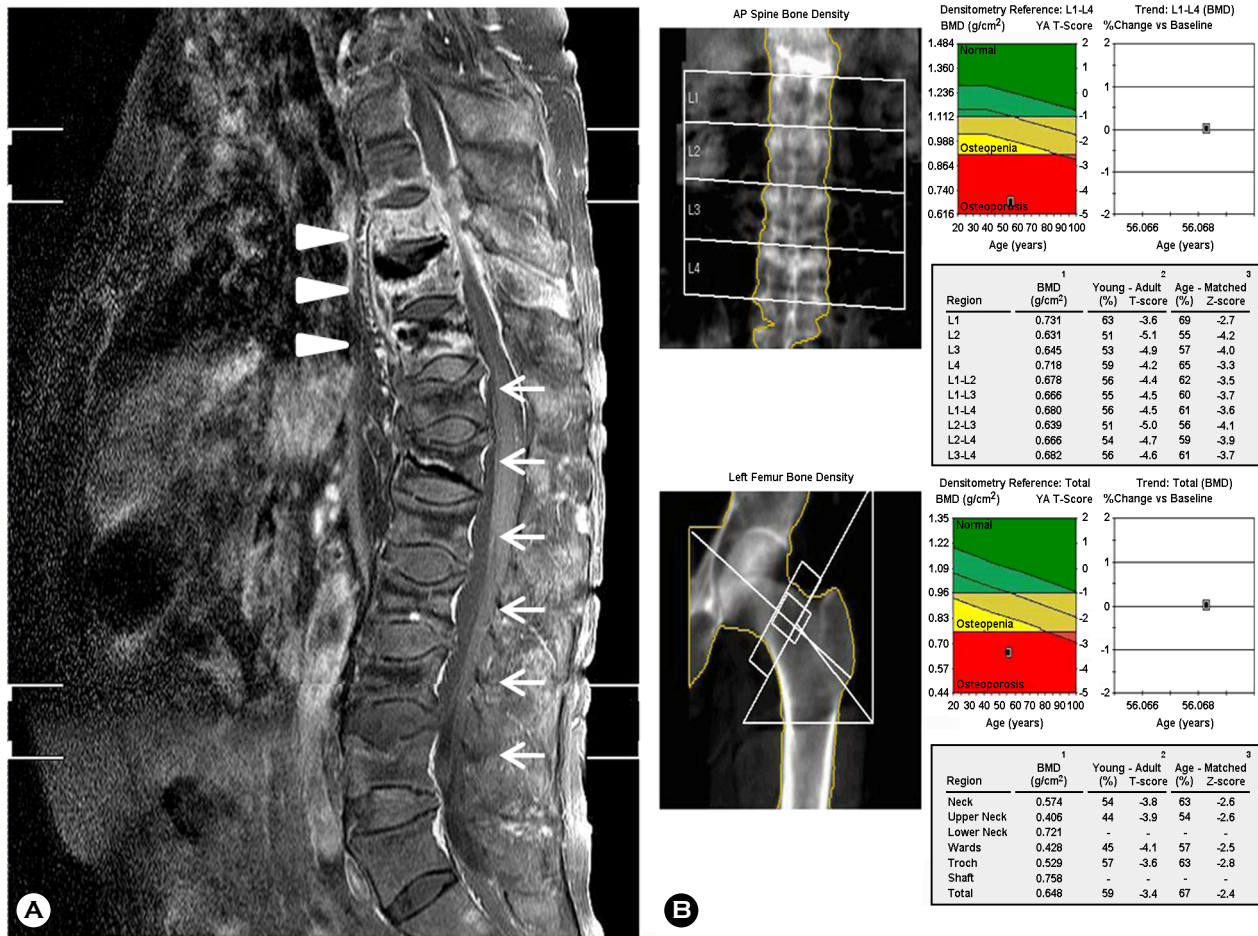 A
B
AP Spine Bone Density
L1
L2
L3
L4
Densitometry Reference: L1-L4
BMD (g/cm2) YA T-Score
1.484 2
1.360 1
1.236 0
1.112 -1
0.988 -2
0.864 -3
0.740 -4
0.616 -5
Normal
Osteopenia
Osteoporosis
20 30 40 50 60 70 80 90 100
Age (years)
Trend: L1-L4 (BMD)
%Change vs Baseline
2
1
0
-1
-2
56.066 56.068
Age (years)
1 2 3
BMD Young - Adult Age - Matched
Region (g/cm2) (%) T-score (%) Z-score
L1 0.731 63 -3.6 69 -2.7
L2 0.631 51 -5.1 55 -4.2
L3 0.645 53 -4.9 57 -4.0
L4 0.718 59 -4.2 65 -3.3
L1-L2 0.678 56 -4.4 62 -3.5
L1-L3 0.666 55 -4.5 60 -3.7
L1-L4 0.680 56 -4.5 61 -3.6
L2-L3 0.639 51 -5.0 56 -4.1
L2-L4 0.666 54 -4.7 59 -3.9
L3-L4 0.682 56 -4.6 61 -3.7
Left Femur Bone Density
Densitometry Reference: Total
BMD (g/cm2) YA T-Score
1.35 2
1.22 1
1.09 0
0.96 -1
0.83 -2
0.70 -3
0.57 -4
0.44 -5
Normal
Osteopenia
Osteoporosis
20 30 40 50 60 70 80 90 100
Age (years)
Trend: Total (BMD)
%Change vs Baseline
2
1
0
-1
-2
56.066 56.068
Age (years)
1 2 3
BMD Young - Adult Age - Matched
Region (g/cm2) (%) T-score (%) Z-score
Neck 0.574 54 -3.8 63 -2.6
Upper Neck 0.406 44 -3.9 54 -2.6
Lower Neck 0.721 - - - -
Wards 0.428 45 -4.1 57 -2.5
Troch 0.529 57 -3.6 63 -2.8
Shaft 0.758 - - - -
Total 0.648 59 -3.4 67 -2.4